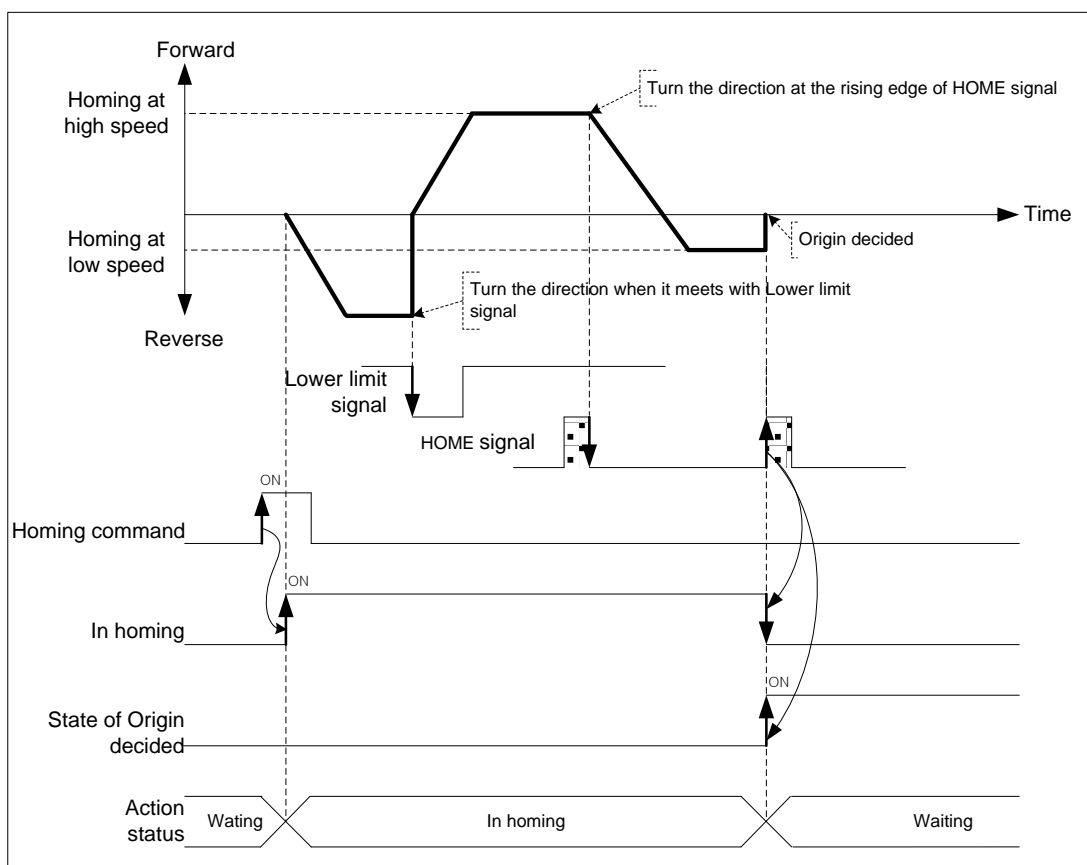 Forward
Homing at
high speed
Turn the direction at the rising edge of HOME signal
Time
Homing at
low speed
Origin decided
Turn the direction when it meets with Lower limit
signal
Reverse
Lower limit
signal
HOME signal
ON
Homing command
ON
In homing
ON
State of Origin
decided
Action
status
Wating
In homing
Waiting